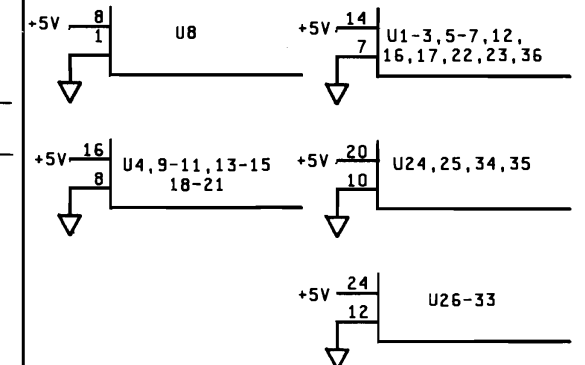 +5V 8
1
U8
+5V 14
7
U1-3,5-7,12,
16,17,22,23,36
+5V 16
8
U4,9-11,13-15
18-21
+5V 20
10
U24,25,34,35
+5V 24
12
U26-33